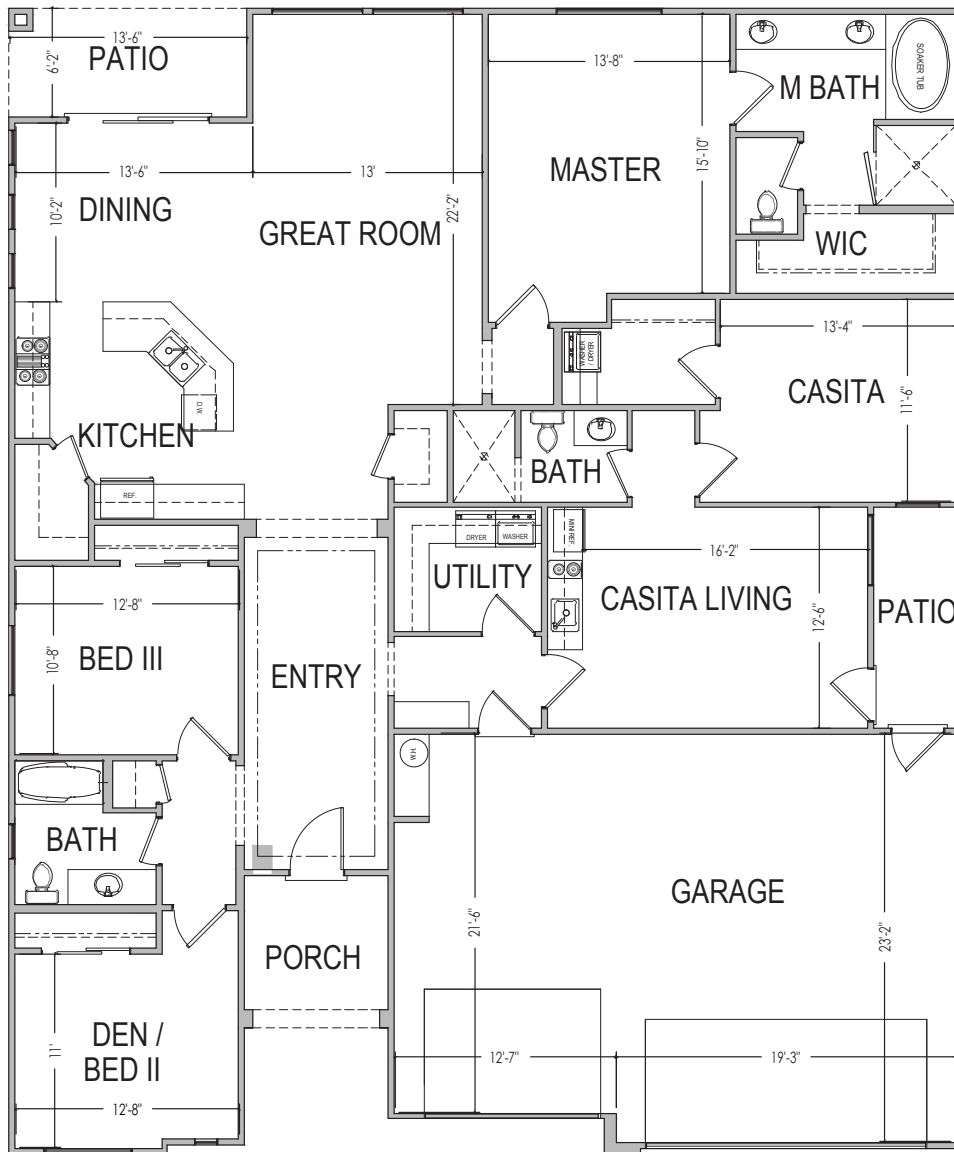 13'-6"
6'-2"
PATIO
13'-8"
M BATH
SOAKER TUB
13'-6"
13'
15'-10"
MASTER
10'-2"
DINING
22'-2"
GREAT ROOM
WIC
13'-4"
WASHER
/ DRYER
CASITA
11'-6"
D.W.
KITCHEN
BATH
REF.
DRYER
WASHER
MINI REF.
16'-2"
UTILITY
12'-8"
CASITA LIVING
12'-6"
PATIO
BED III
10'-8"
ENTRY
W.H.
BATH
GARAGE
21'-6"
23'-2"
PORCH
DEN /
BED II
11'
12'-8"
12'-7"
19'-3"